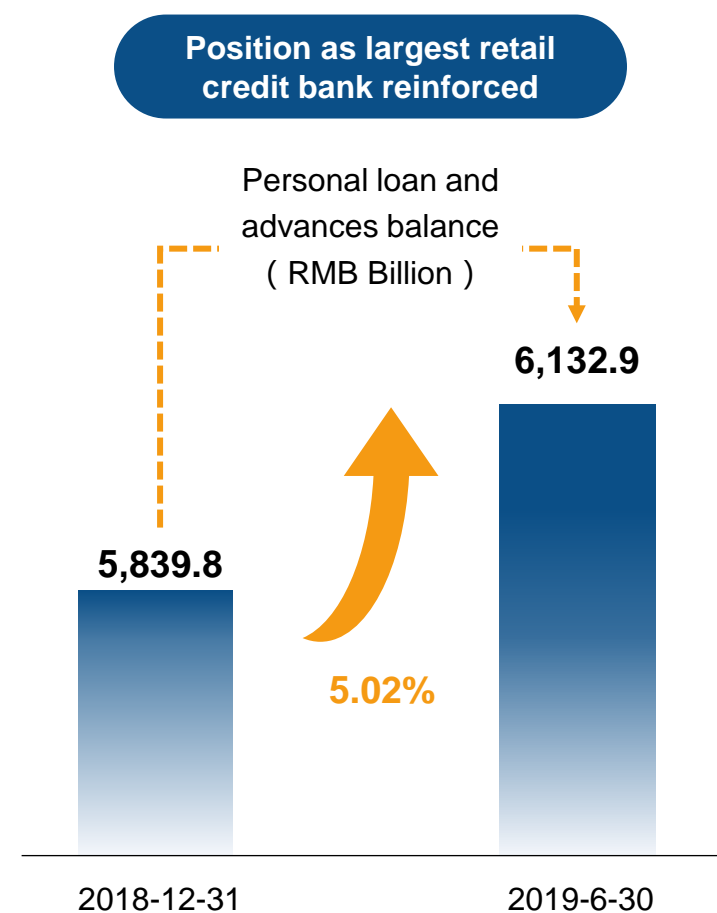 Position as largest retail
credit bank reinforced
Personal loan and
advances balance
( RMB Billion )
6,132.9
5,839.8
5.02%
2018-12-31
2019-6-30